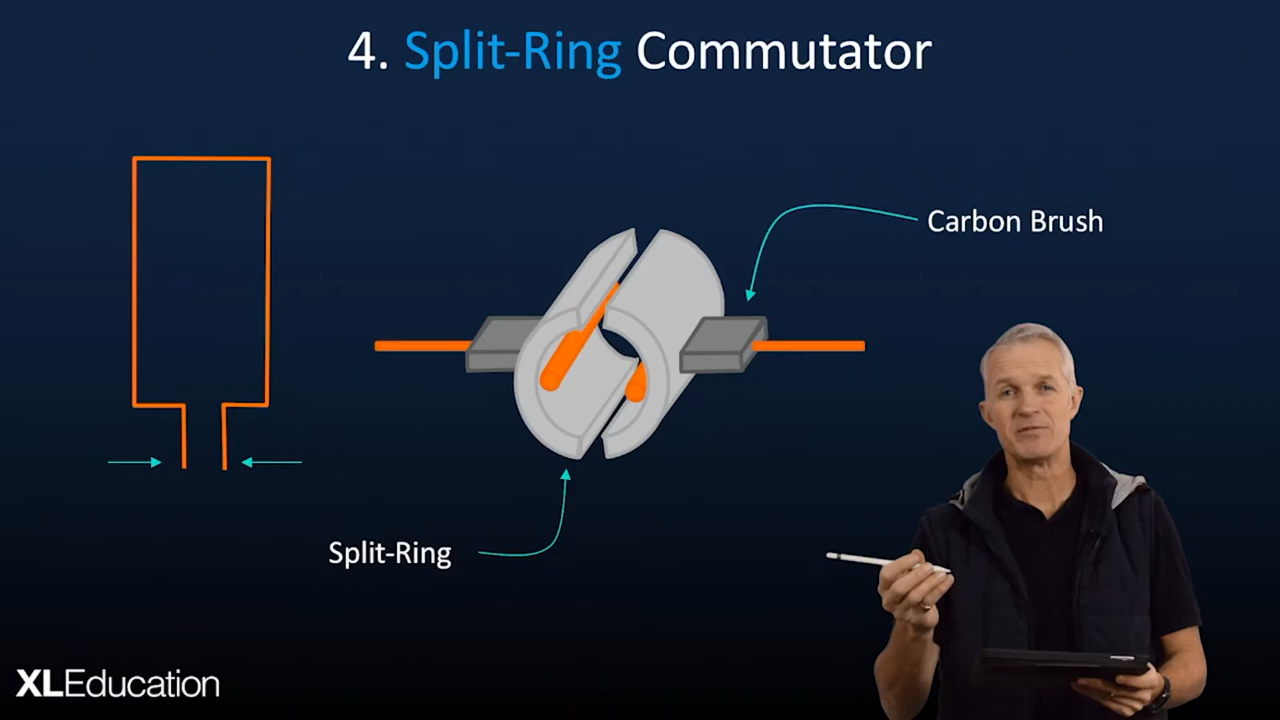 4. Split-Ring Commutator
Carbon Brush
Split-Ring
XLEducation